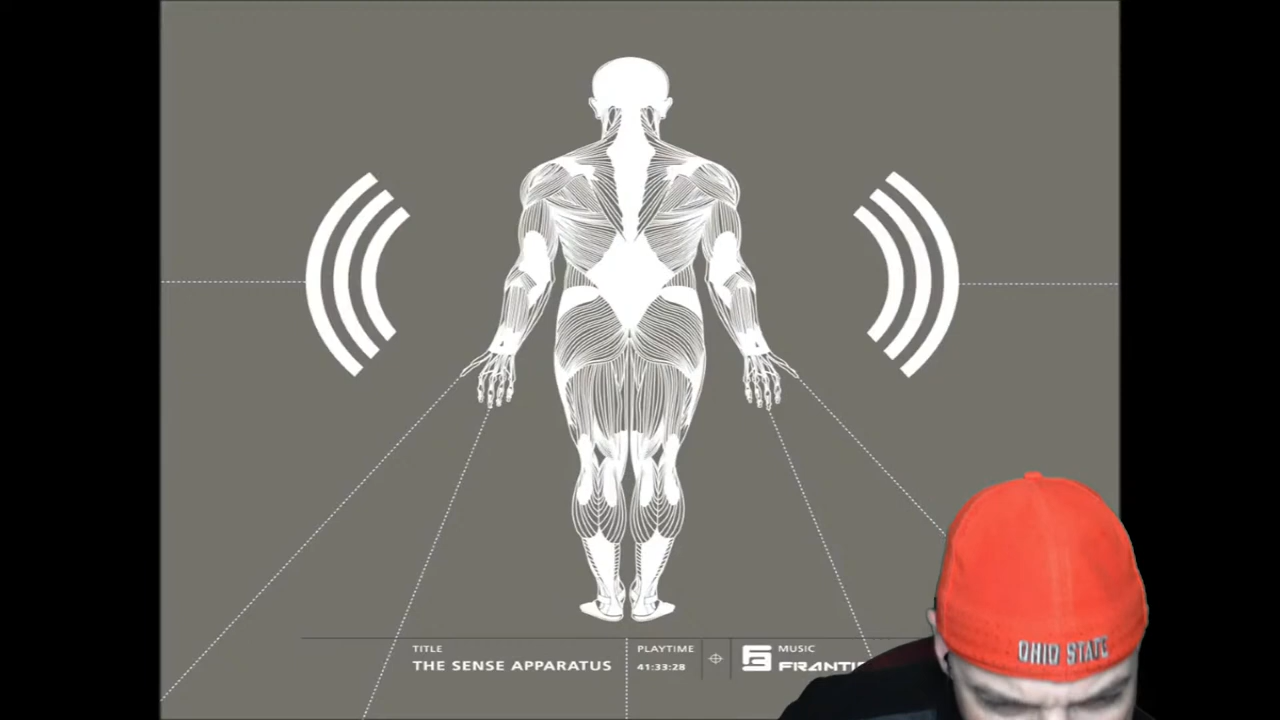 TITLE
THE SENSE APPARATUS
PLAYTIME
41:33:28
MUSIC
OHIO STATE